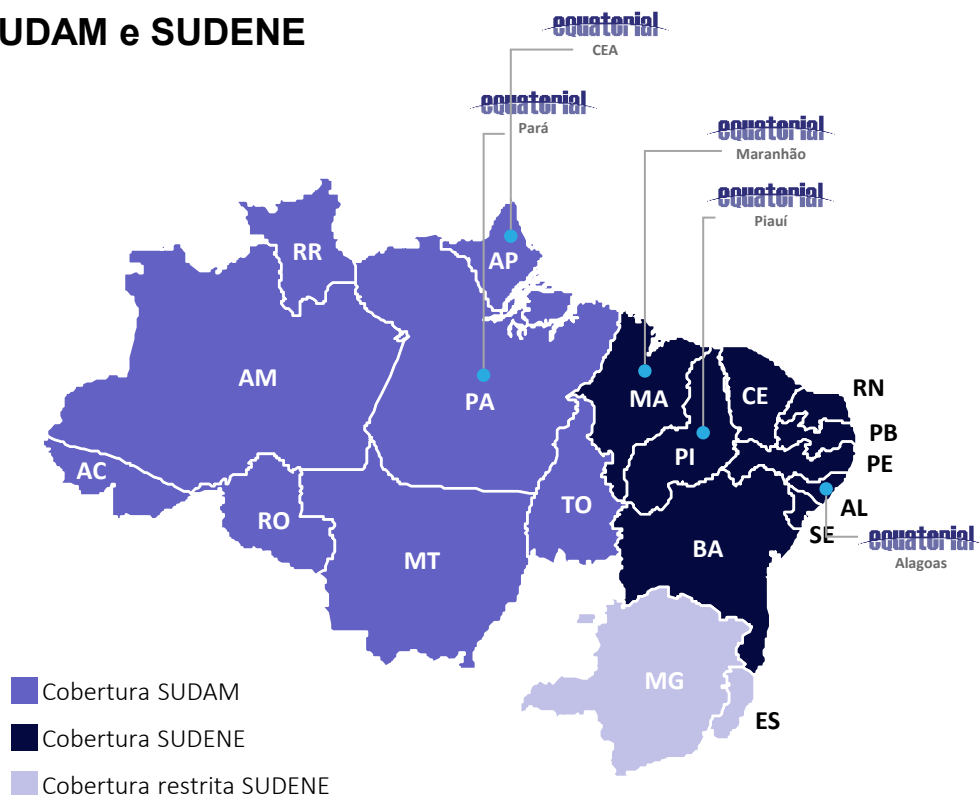 UDAM e SUDENE
equatorial
CEA
equatorial
Pará
equatorial
Maranhão
equatorial
Piauí
RR
AP
AM
PA
MA
CE
RN
PB
PI
PE
AC
TO
AL
RO
SE
BA
MT
equatorial
Alagoas
MG
ES
Cobertura SUDAM
Cobertura SUDENE
Cobertura restrita SUDENE